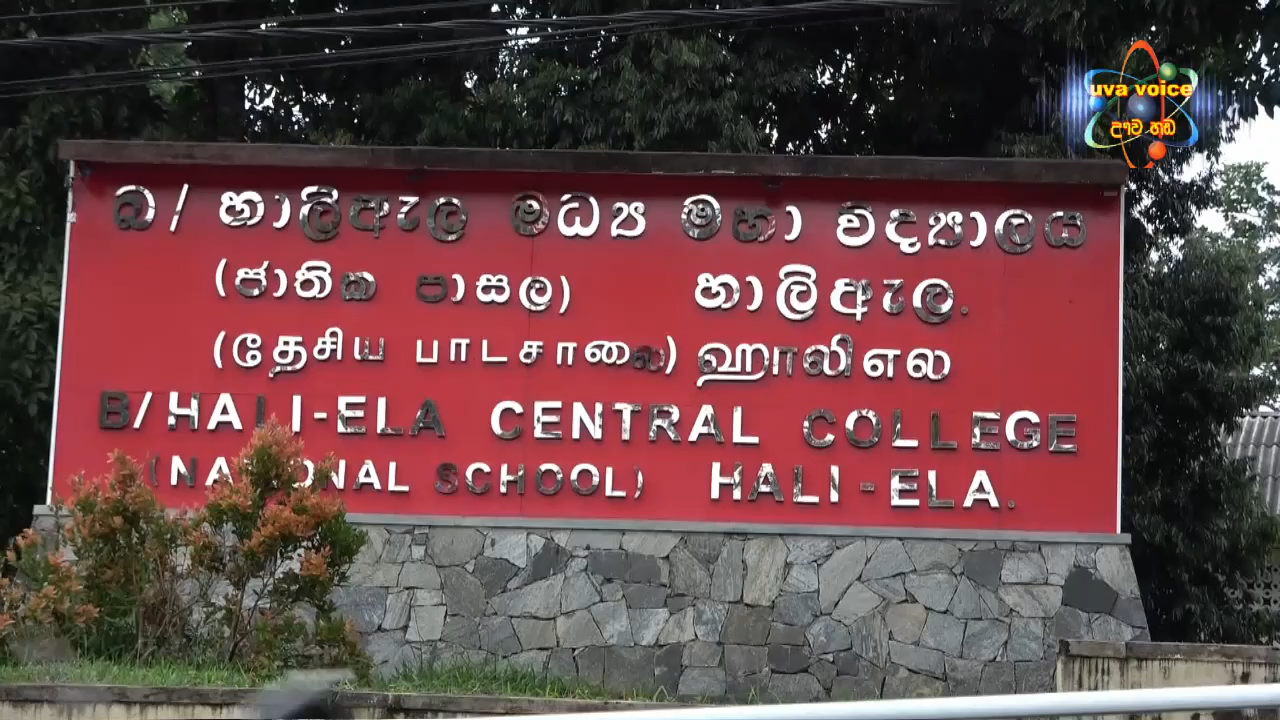 uva voice
ඌව හඬ
බ/ හාලිඇල මධ්‍ය මහා විද්‍යාලය
(ජාතික පාසල) හාලිඇල.
(தேசிய பாடசாலை) ஹாலிஎல
B/HALI-ELA CENTRAL COLLEGE
(NATIONAL SCHOOL) HALI-ELA.